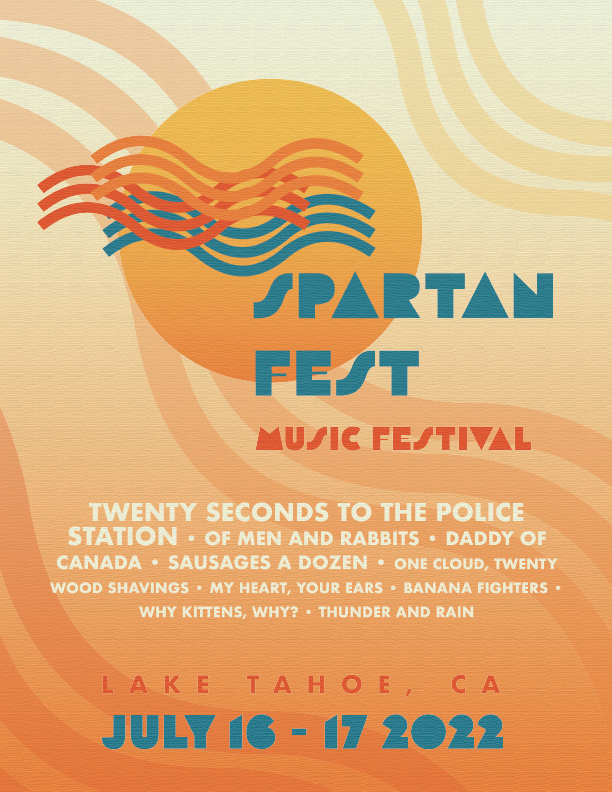 SPARTAN
FEST
MUSIC FESTIVAL
TWENTY SECONDS TO THE POLICE
STATION • OF MEN AND RABBITS • DADDY OF
CANADA • SAUSAGES A DOZEN • ONE CLOUD, TWENTY
WOOD SHAVINGS • MY HEART, YOUR EARS • BANANA FIGHTERS •
WHY KITTENS, WHY? • THUNDER AND RAIN
LAKE TAHOE, CA
JULY 16 - 17 2022